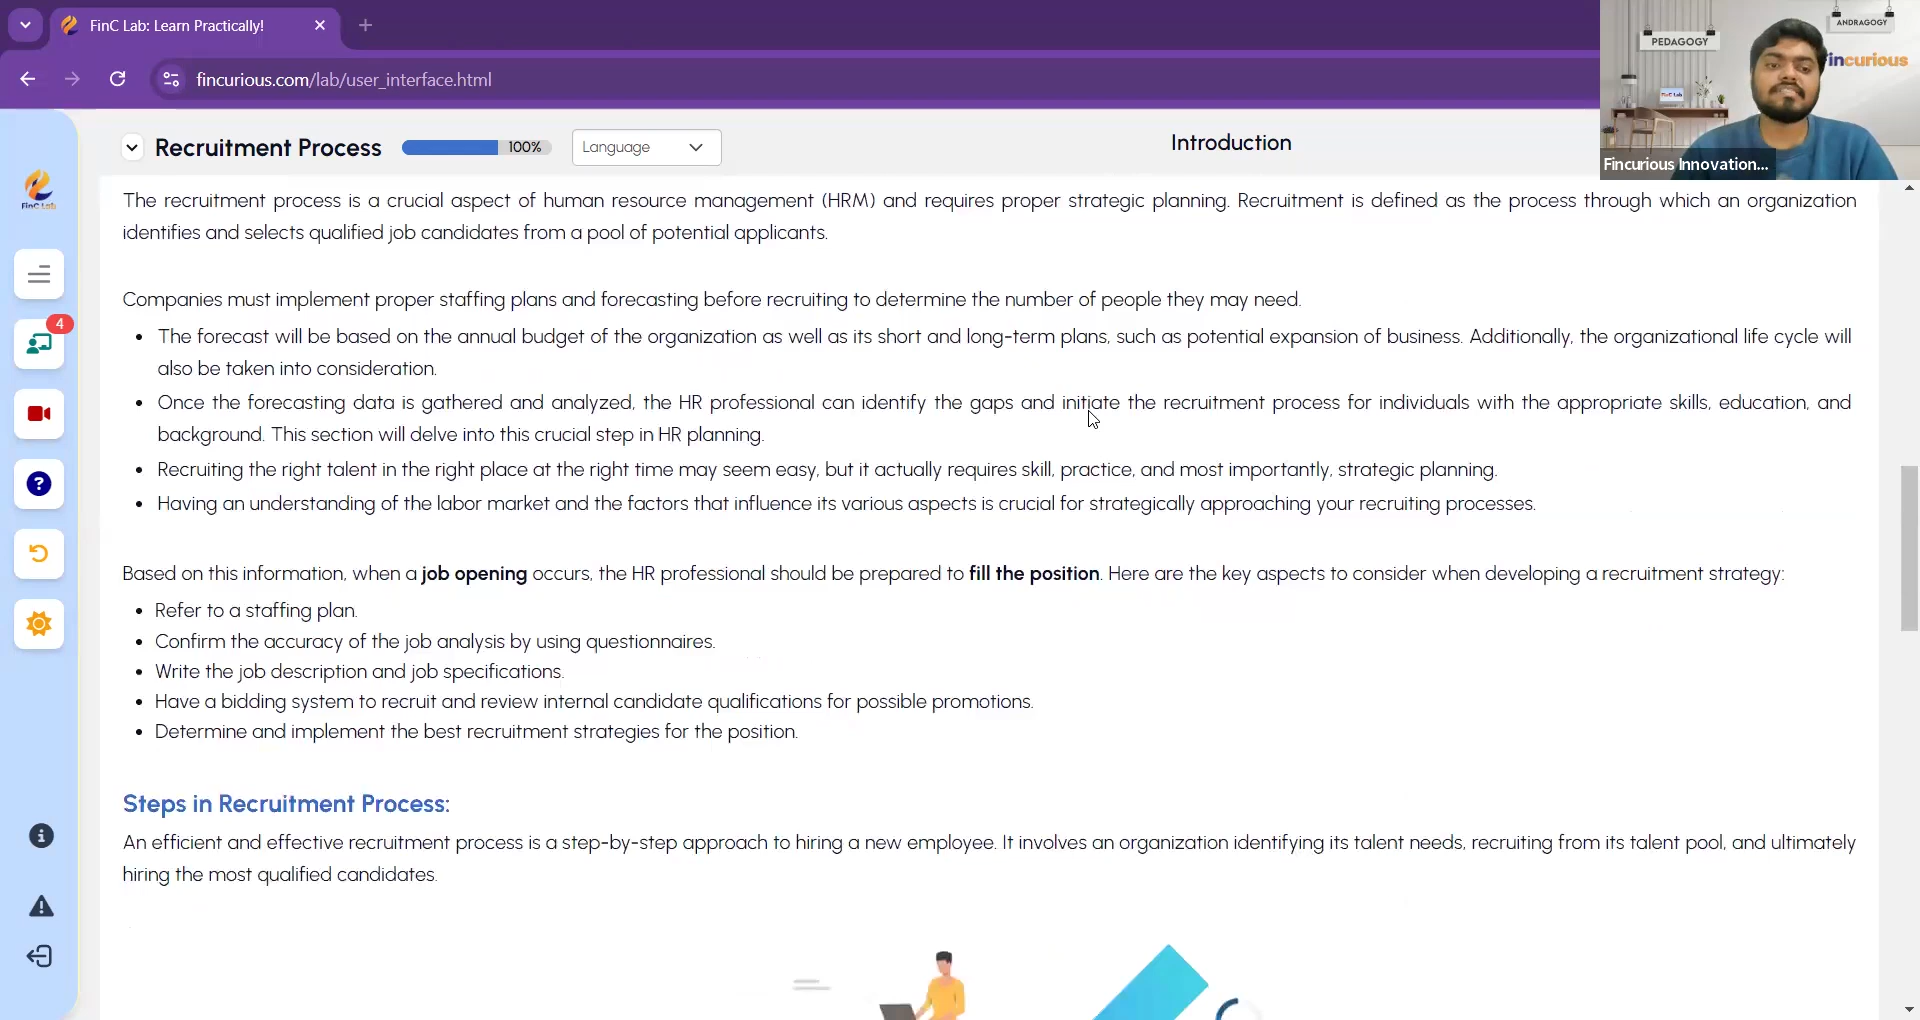 FinC Lab: Learn Practically!
fincurious.com/lab/user_interface.html
PEDAGOGY
ANDRAGOGY
incurious
FinC Lab
Fincurious Innovation...
FinC Lab
4
?
Recruitment Process
100%
Language
Introduction
The recruitment process is a crucial aspect of human resource management (HRM) and requires proper strategic planning. Recruitment is defined as the process through which an organization
identifies and selects qualified job candidates from a pool of potential applicants.
Companies must implement proper staffing plans and forecasting before recruiting to determine the number of people they may need.
• The forecast will be based on the annual budget of the organization as well as its short and long-term plans, such as potential expansion of business. Additionally, the organizational life cycle will
also be taken into consideration.
• Once the forecasting data is gathered and analyzed, the HR professional can identify the gaps and initiate the recruitment process for individuals with the appropriate skills, education, and
background. This section will delve into this crucial step in HR planning.
• Recruiting the right talent in the right place at the right time may seem easy, but it actually requires skill, practice, and most importantly, strategic planning.
• Having an understanding of the labor market and the factors that influence its various aspects is crucial for strategically approaching your recruiting processes.
Based on this information, when a job opening occurs, the HR professional should be prepared to fill the position. Here are the key aspects to consider when developing a recruitment strategy:
• Refer to a staffing plan.
• Confirm the accuracy of the job analysis by using questionnaires.
• Write the job description and job specifications.
• Have a bidding system to recruit and review internal candidate qualifications for possible promotions.
• Determine and implement the best recruitment strategies for the position.
Steps in Recruitment Process:
An efficient and effective recruitment process is a step-by-step approach to hiring a new employee. It involves an organization identifying its talent needs, recruiting from its talent pool, and ultimately
hiring the most qualified candidates.